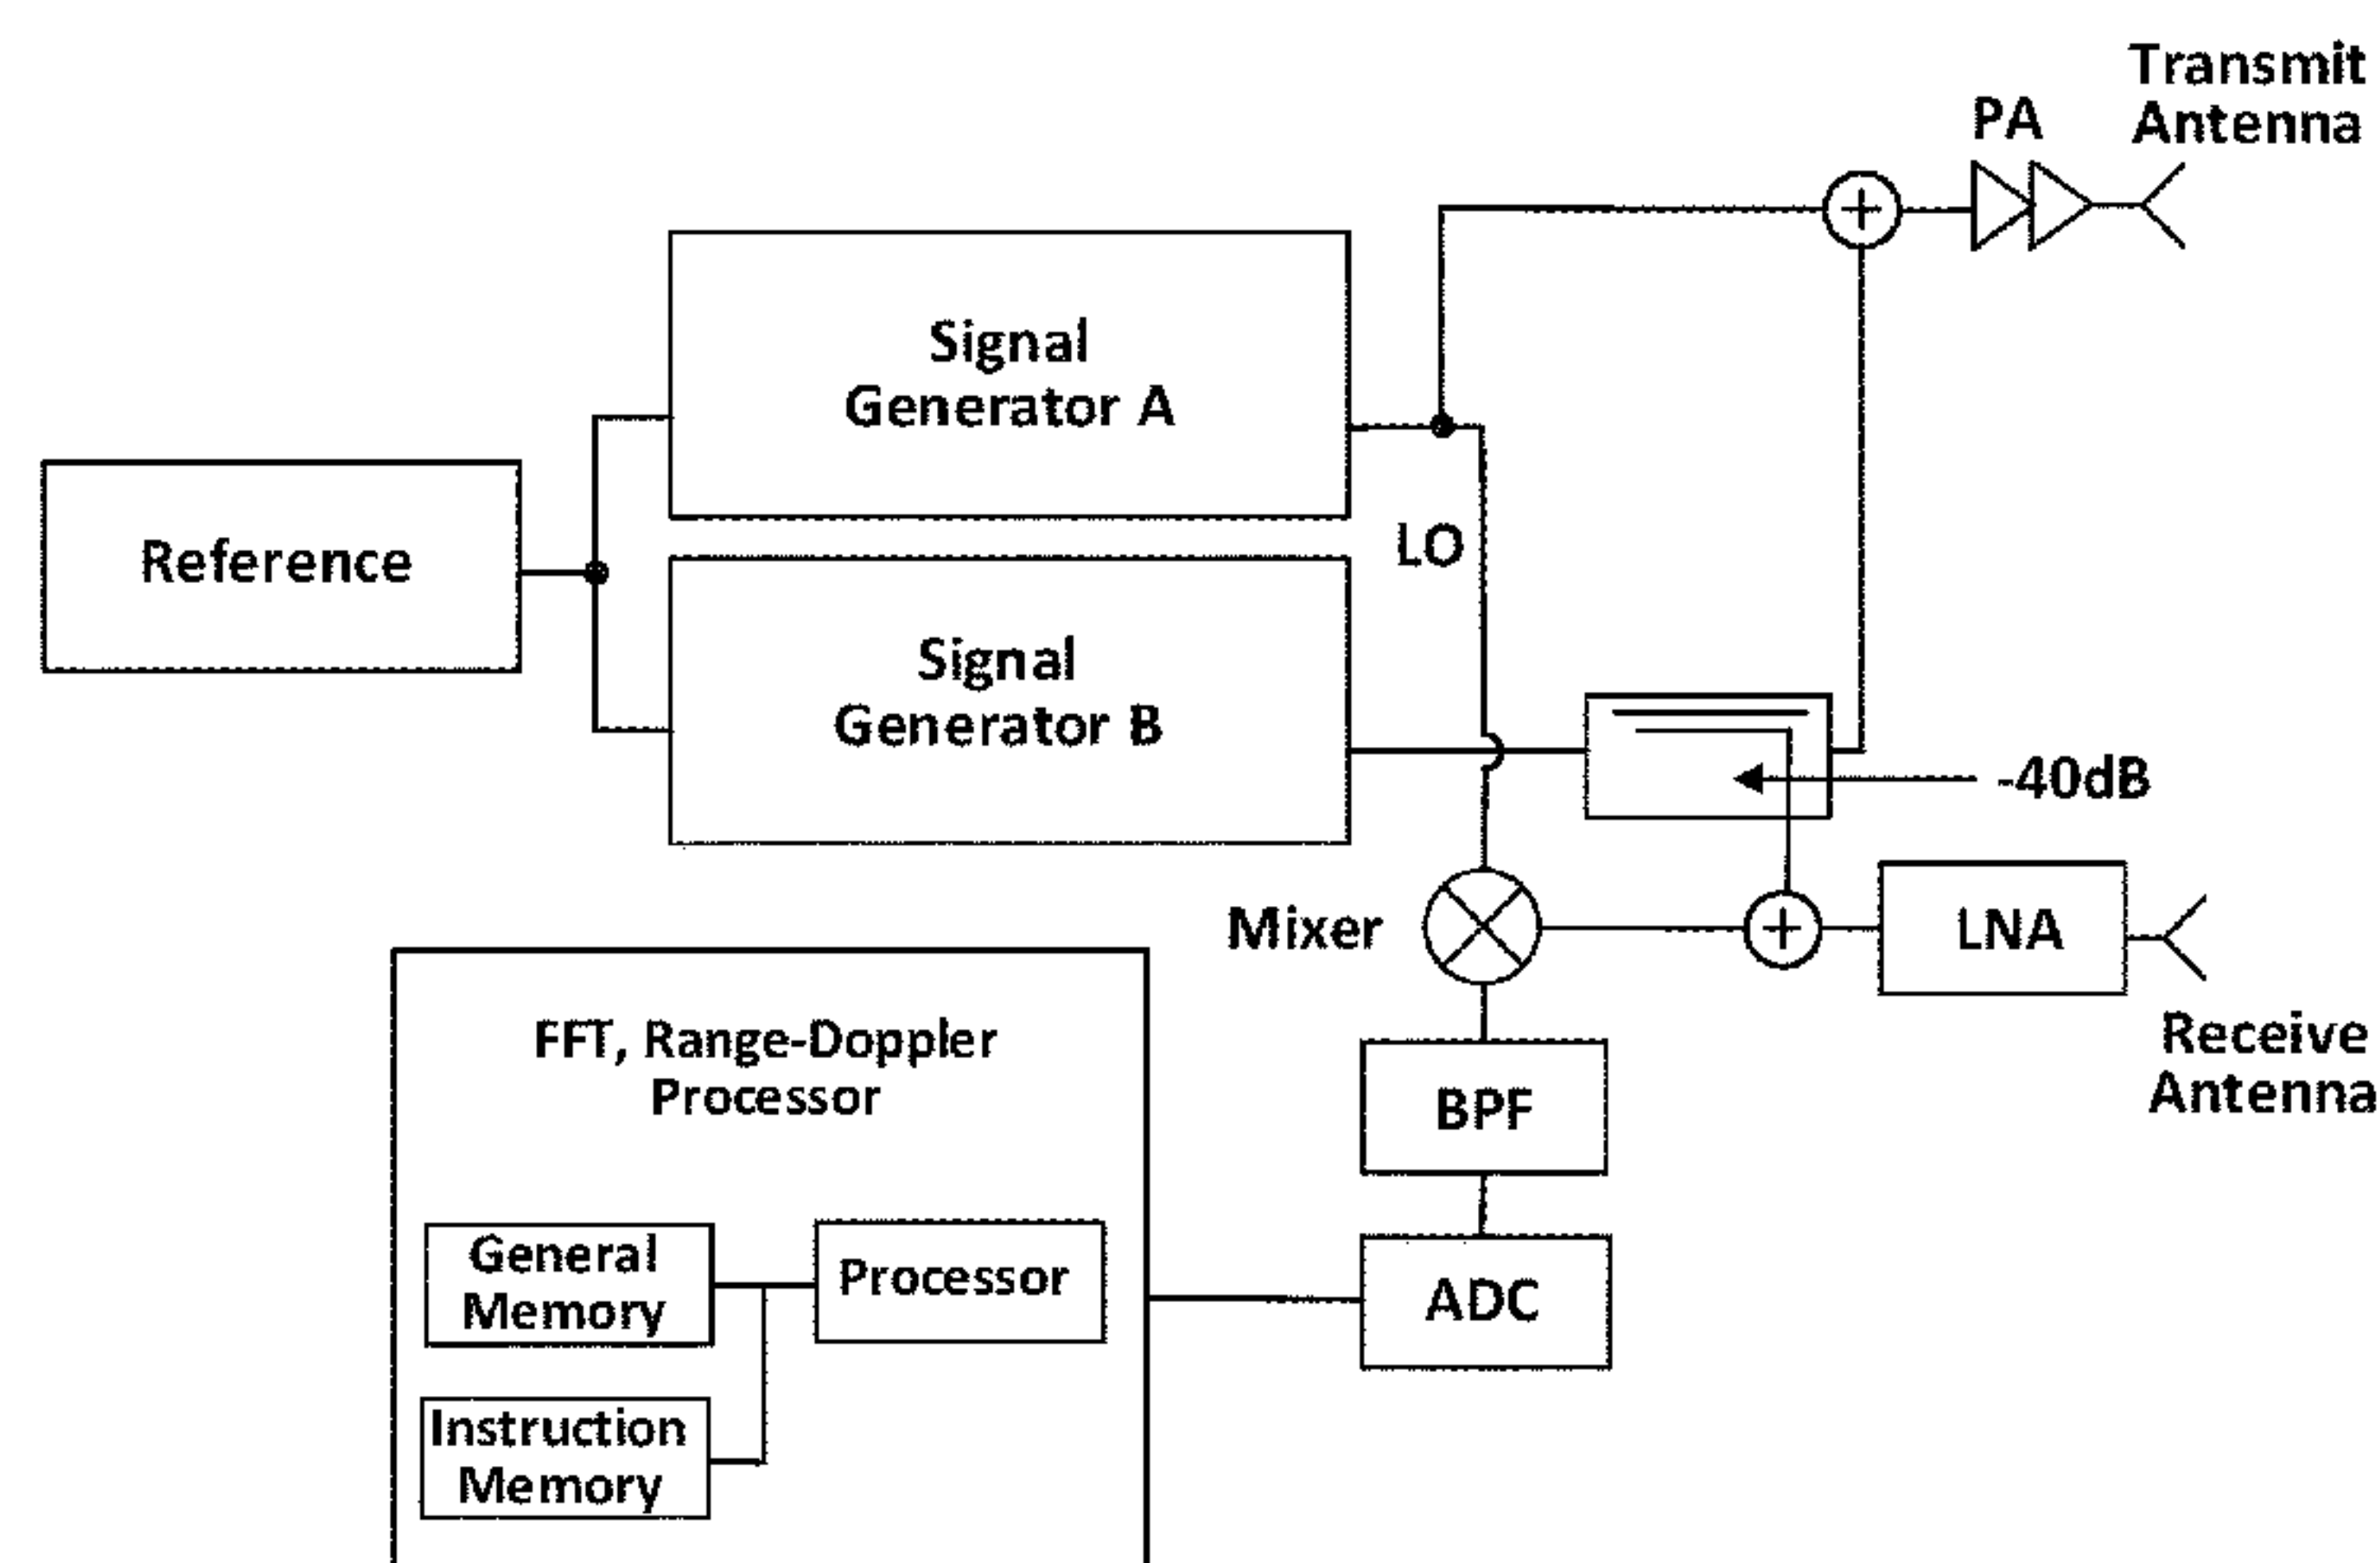 Transmit
Antenna
PA
Signal
Generator A
Reference
LO
Signal
Generator B
-40dB
Mixer
LNA
Receive
Antenna
FFT, Range-Doppler
Processor
BPF
General
Memory
Processor
ADC
Instruction
Memory